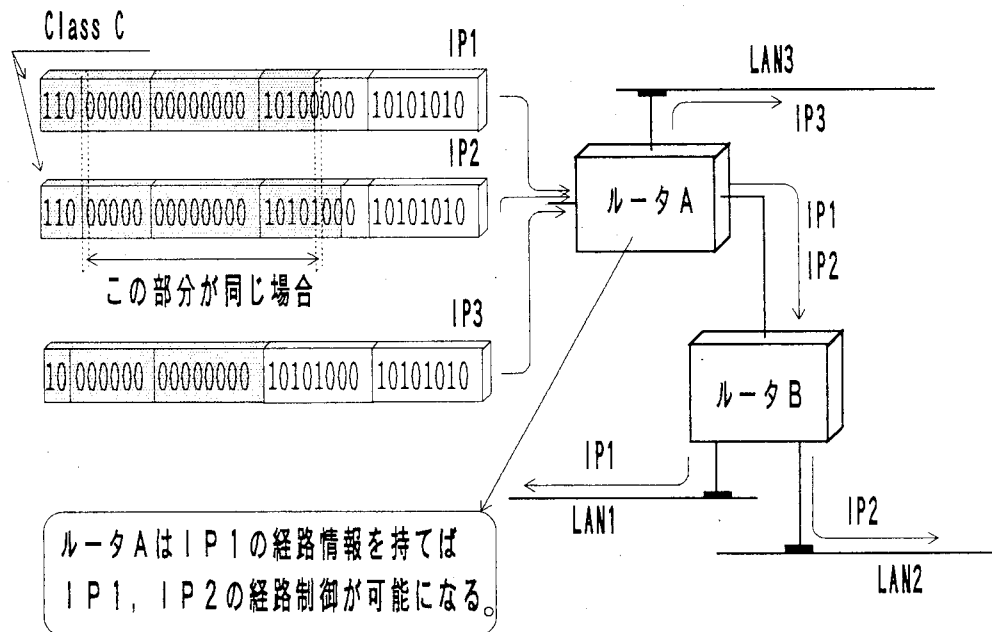 Class C
IP1
110 00000 00000000 10100000 10101010
IP2
110 00000 00000000 10101000 10101010
この部分が同じ場合
IP3
10 000000 00000000 10101000 10101010
LAN3
IP3
ルータA
IP1
IP2
ルータB
IP1
LAN1
IP2
LAN2
ルータAはIP1の経路情報を持てば
IP1, IP2の経路制御が可能になる。